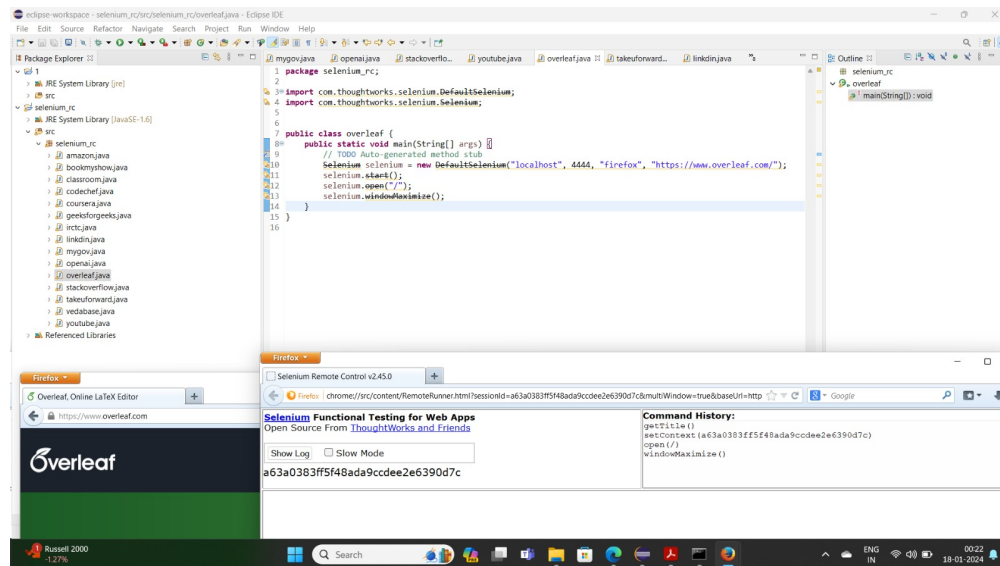 eclipse-workspace - selenium_rc/src/selenium_rc/overleaf.java - Eclipse IDE
File Edit Source Refactor Navigate Search Project Run Window Help
Package Explorer
1
JRE System Library [jre]
src
selenium_rc
JRE System Library [JavaSE-1.6]
src
selenium_rc
amazon.java
bookmyshow.java
classroom.java
codechef.java
coursera.java
geeksforgeeks.java
irctc.java
linkdin.java
mygov.java
openai.java
overleaf.java
stackoverflow.java
takeuforward.java
vedabase.java
youtube.java
Referenced Libraries
mygov.java openai.java stackoverflo... youtube.java overleaf.java takeuforward... linkdin.java
1 package selenium_rc;
2
3 import com.thoughtworks.selenium.DefaultSelenium;
4 import com.thoughtworks.selenium.Selenium;
5
6
7 public class overleaf {
8 public static void main(String[] args) {
9 // TODO Auto-generated method stub
10 Selenium selenium = new DefaultSelenium("localhost", 4444, "firefox", "https://www.overleaf.com/");
11 selenium.start();
12 selenium.open("/");
13 selenium.windowMaximize();
14 }
15 }
16
Outline
selenium_rc
overleaf
main(String[]) : void
Firefox
Overleaf, Online LaTeX Editor
https://www.overleaf.com
Overleaf
Firefox
Selenium Remote Control v2.45.0
Firefox chrome://src/content/RemoteRunner.html?sessionId=a63a0383ff5f48ada9ccdee2e6390d7c&multiWindow=true&baseUrl=http
Google
Selenium Functional Testing for Web Apps
Open Source From ThoughtWorks and Friends
Show Log Slow Mode
a63a0383ff5f48ada9ccdee2e6390d7c
Command History:
getTitle()
setContext(a63a0383ff5f48ada9ccdee2e6390d7c)
open(/)
windowMaximize()
Russell 2000
-1.27%
Search
ENG
IN
00:22
18-01-2024